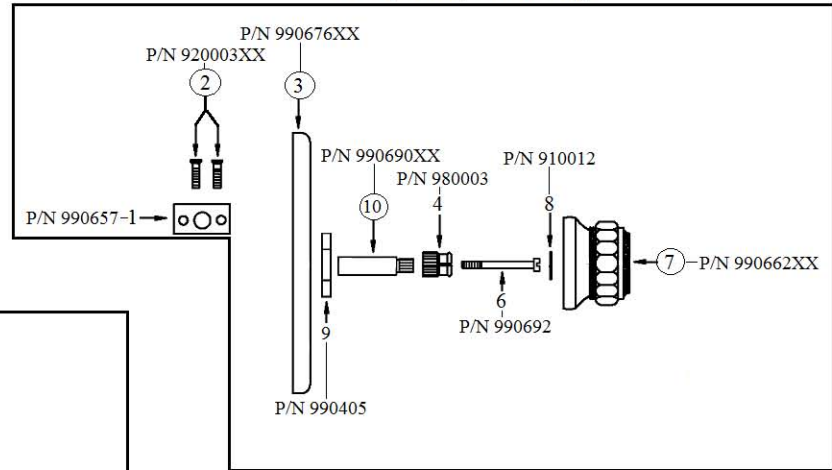 P/N 990676XX
P/N 920003XX
2
3
P/N 990690XX
P/N 910012
P/N 980003
10
4
8
P/N 990657-1
7 P/N 990662XX
6
P/N 990692
9
P/N 990405